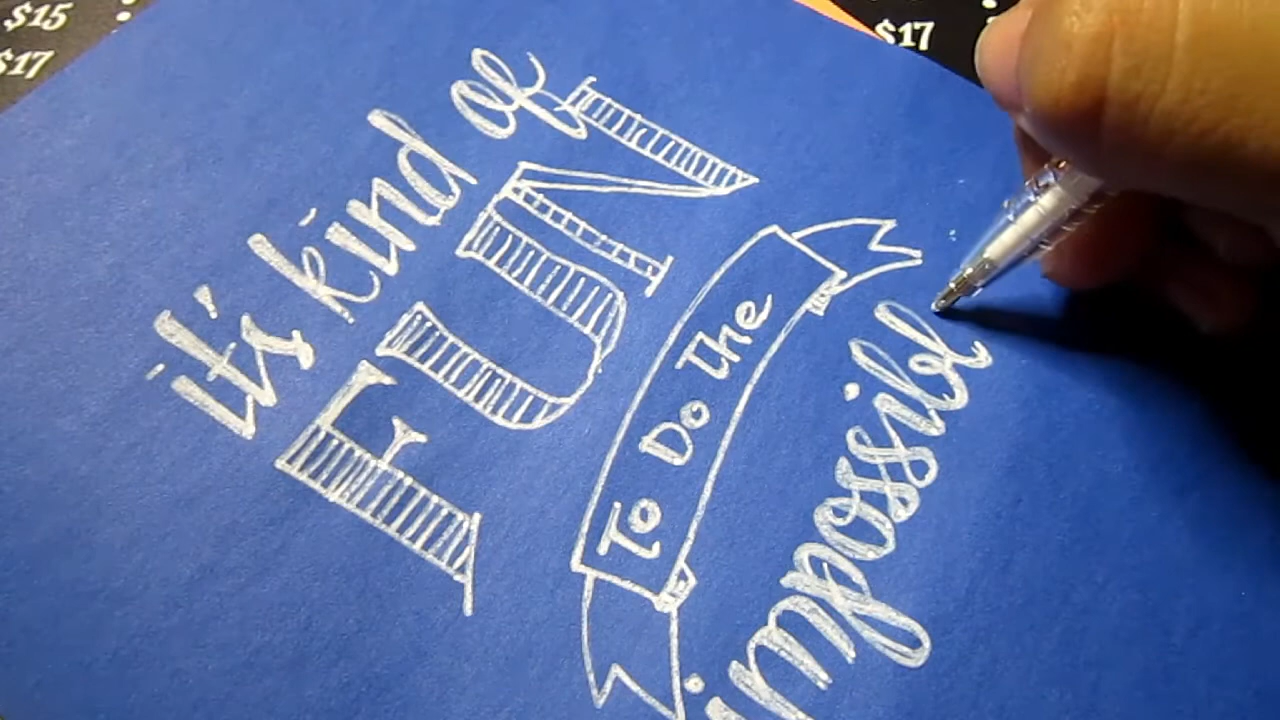 $15
$17
$17
it's kind of
FUN
To Do The
impossibl